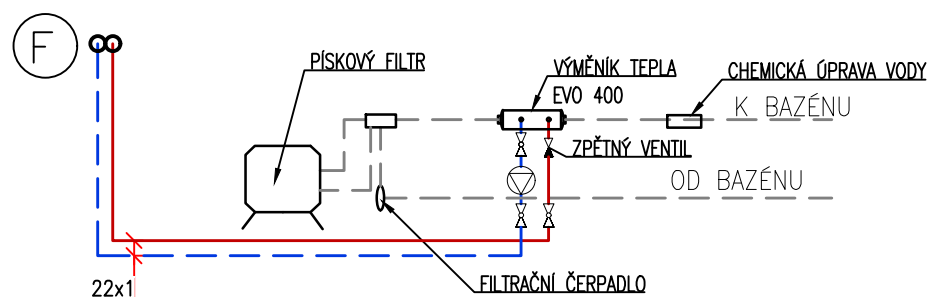 F
PÍSKOVÝ FILTR
VÝMĚNÍK TEPLA
EVO 400
CHEMICKÁ ÚPRAVA VODY
K BAZÉNU
ZPĚTNÝ VENTIL
OD BAZÉNU
FILTRAČNÍ ČERPADLO
22x1